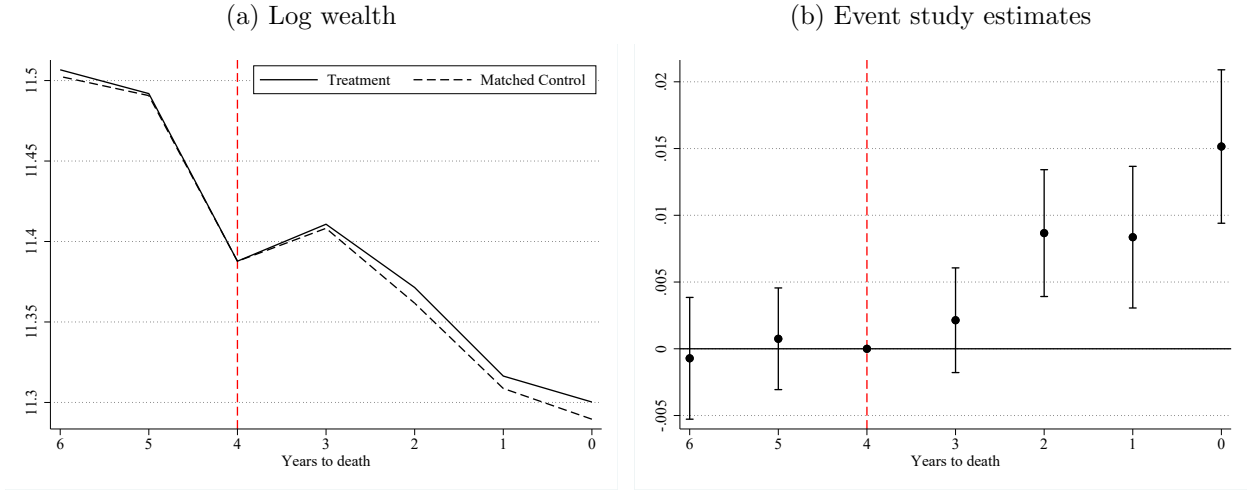 (a) Log wealth
Treatment
Matched Control
11.5
11.45
11.4
11.35
11.3
6 5 4 3 2 1 0
Years to death
(b) Event study estimates
.02
.015
.01
.005
0
-.005
6 5 4 3 2 1 0
Years to death